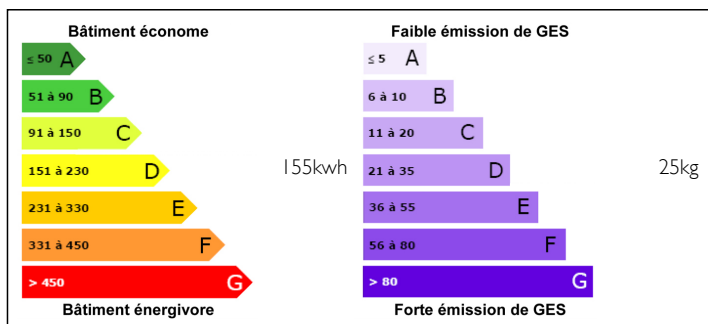 Bâtiment économe
≤ 50 A
51 à 90 B
91 à 150 C
151 à 230 D
155kwh
231 à 330 E
331 à 450 F
> 450 G
Bâtiment énergivore
Faible émission de GES
≤ 5 A
6 à 10 B
11 à 20 C
21 à 35 D
25kg
36 à 55 E
56 à 80 F
> 80 G
Forte émission de GES